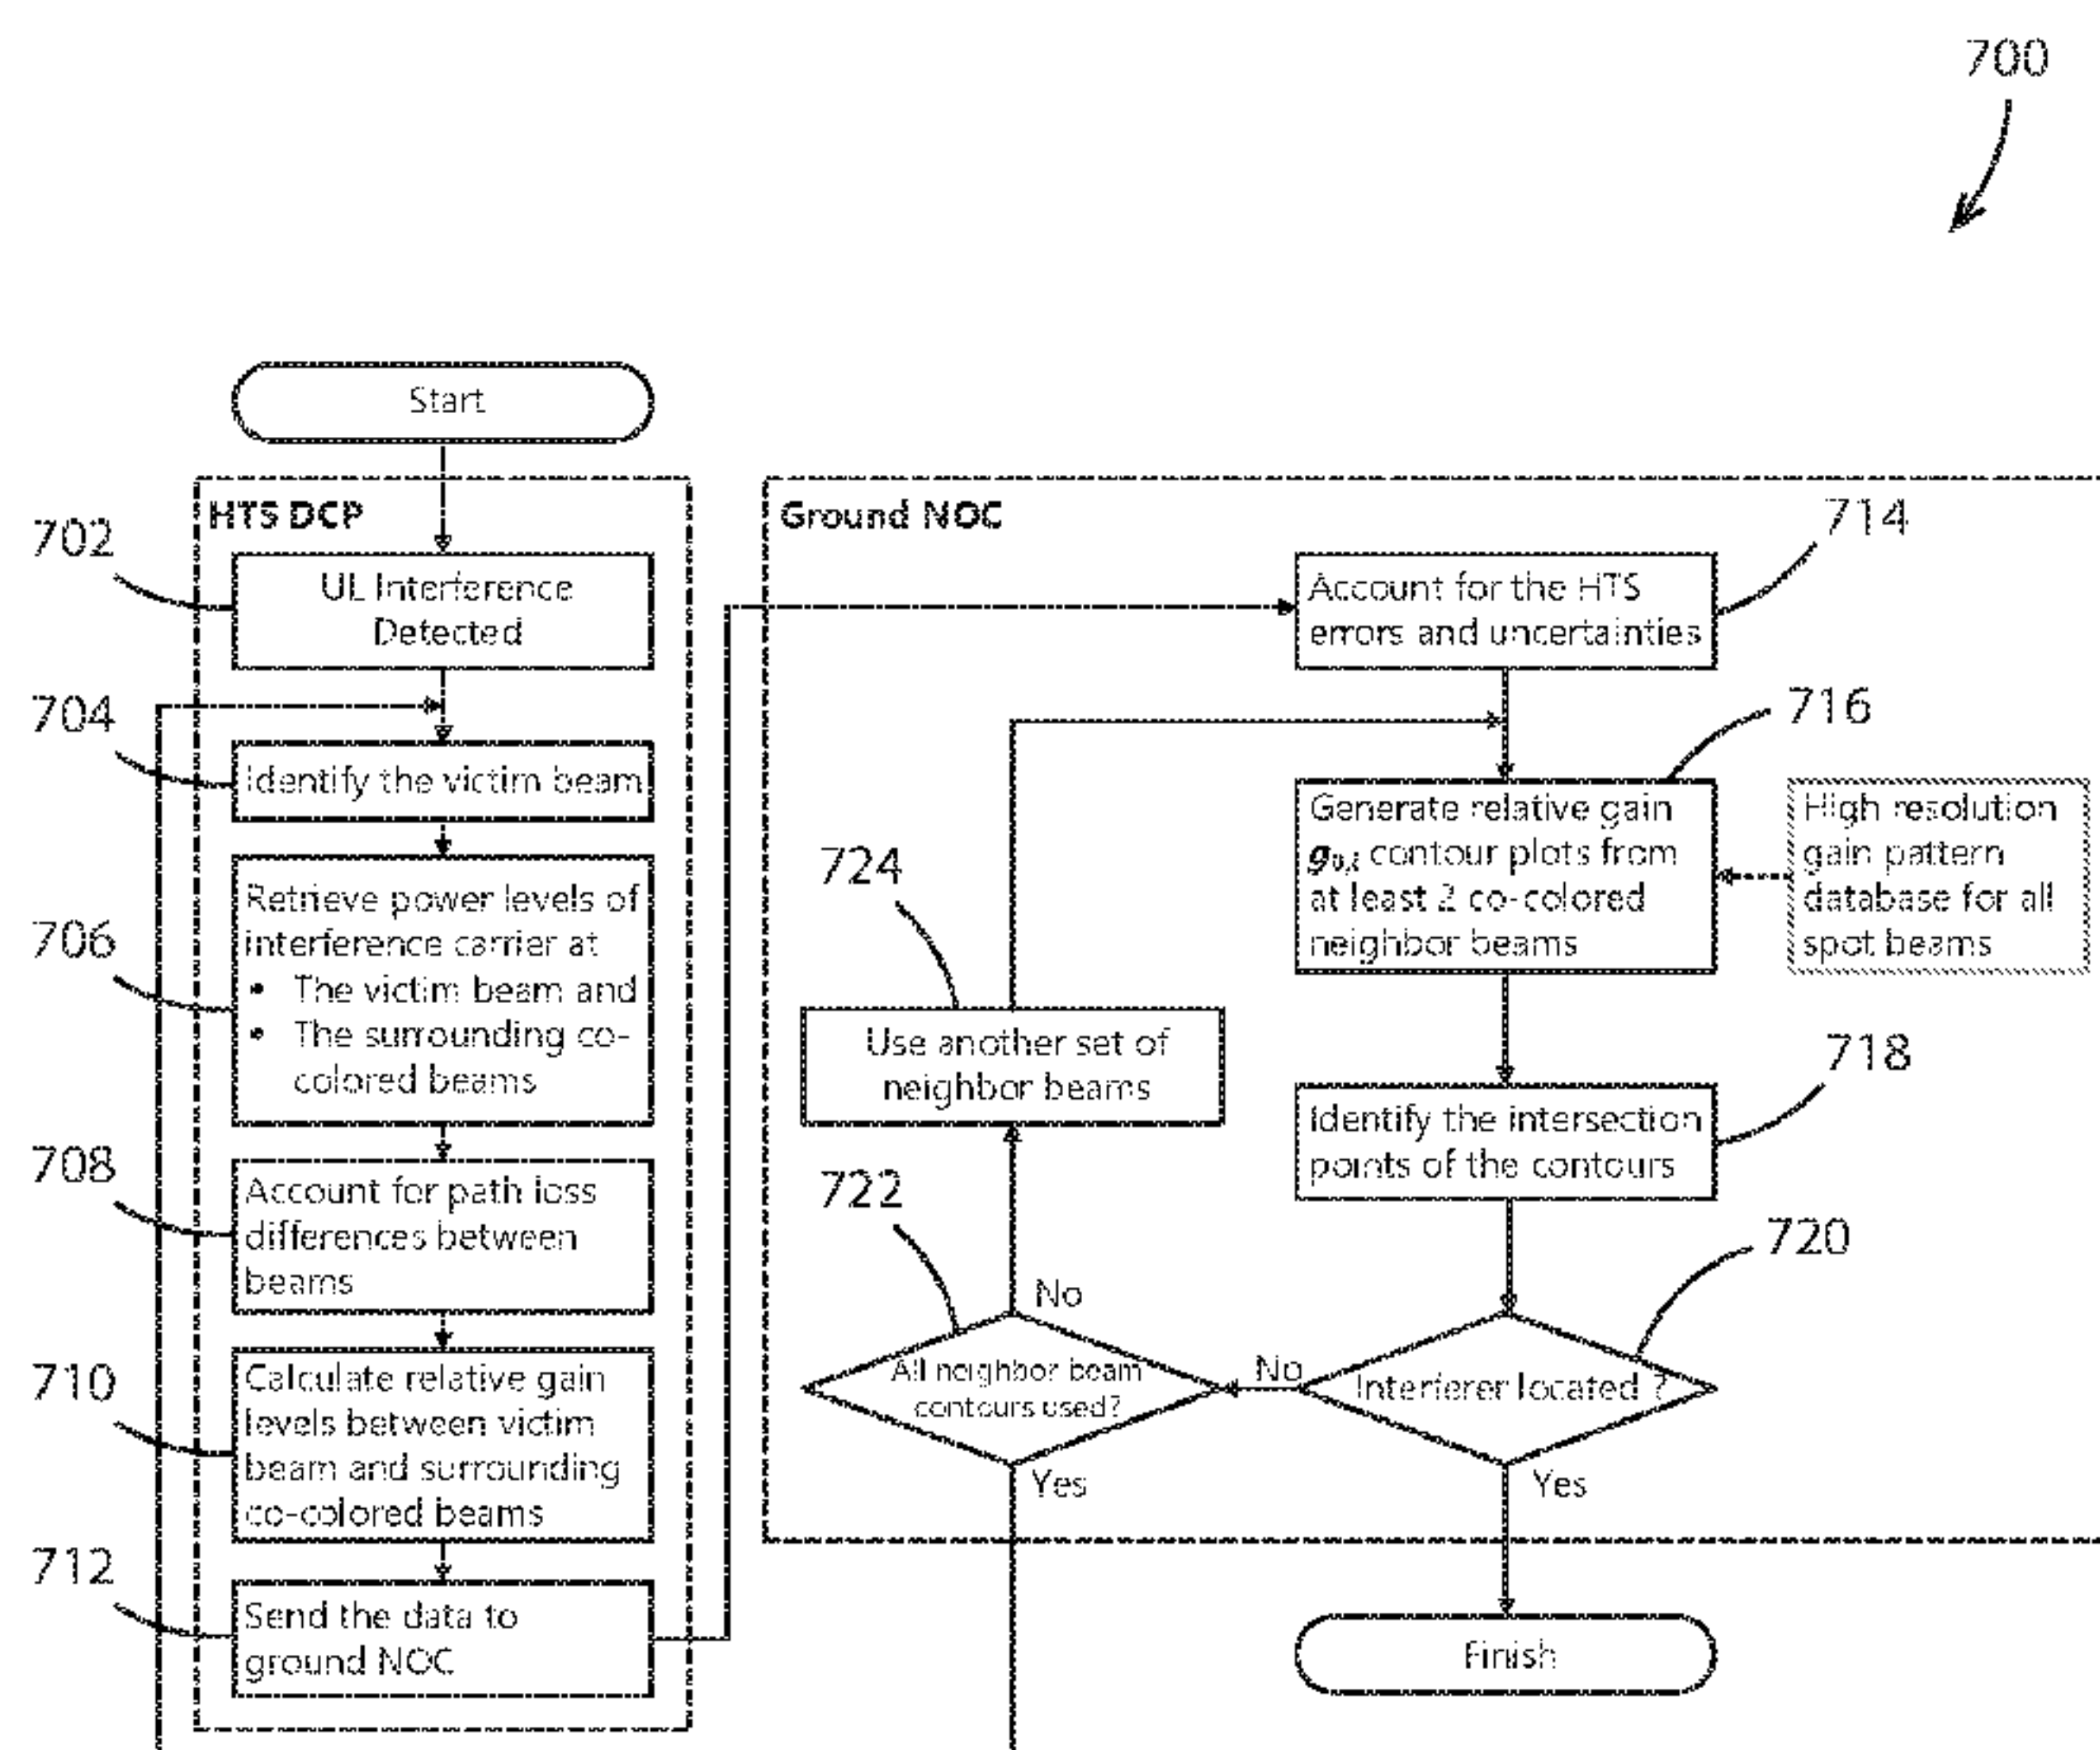 700
Start
HTS DCP
702
UL Interference
Detected
704
Identify the victim beam
706
Retrieve power levels of
interference carrier at
• The victim beam and
• The surrounding co-
colored beams
708
Account for path loss
differences between
beams
710
Calculate relative gain
levels between victim
beam and surrounding
co-colored beams
712
Send the data to
ground NOC
Ground NOC
714
Account for the HTS
errors and uncertainties
716
Generate relative gain
g0,i contour plots from
at least 2 co-colored
neighbor beams
High resolution
gain pattern
database for all
spot beams
718
Identify the intersection
points of the contours
720
Interferer located ?
No
Yes
722
All neighbor beam
contours used?
No
Yes
724
Use another set of
neighbor beams
Finish